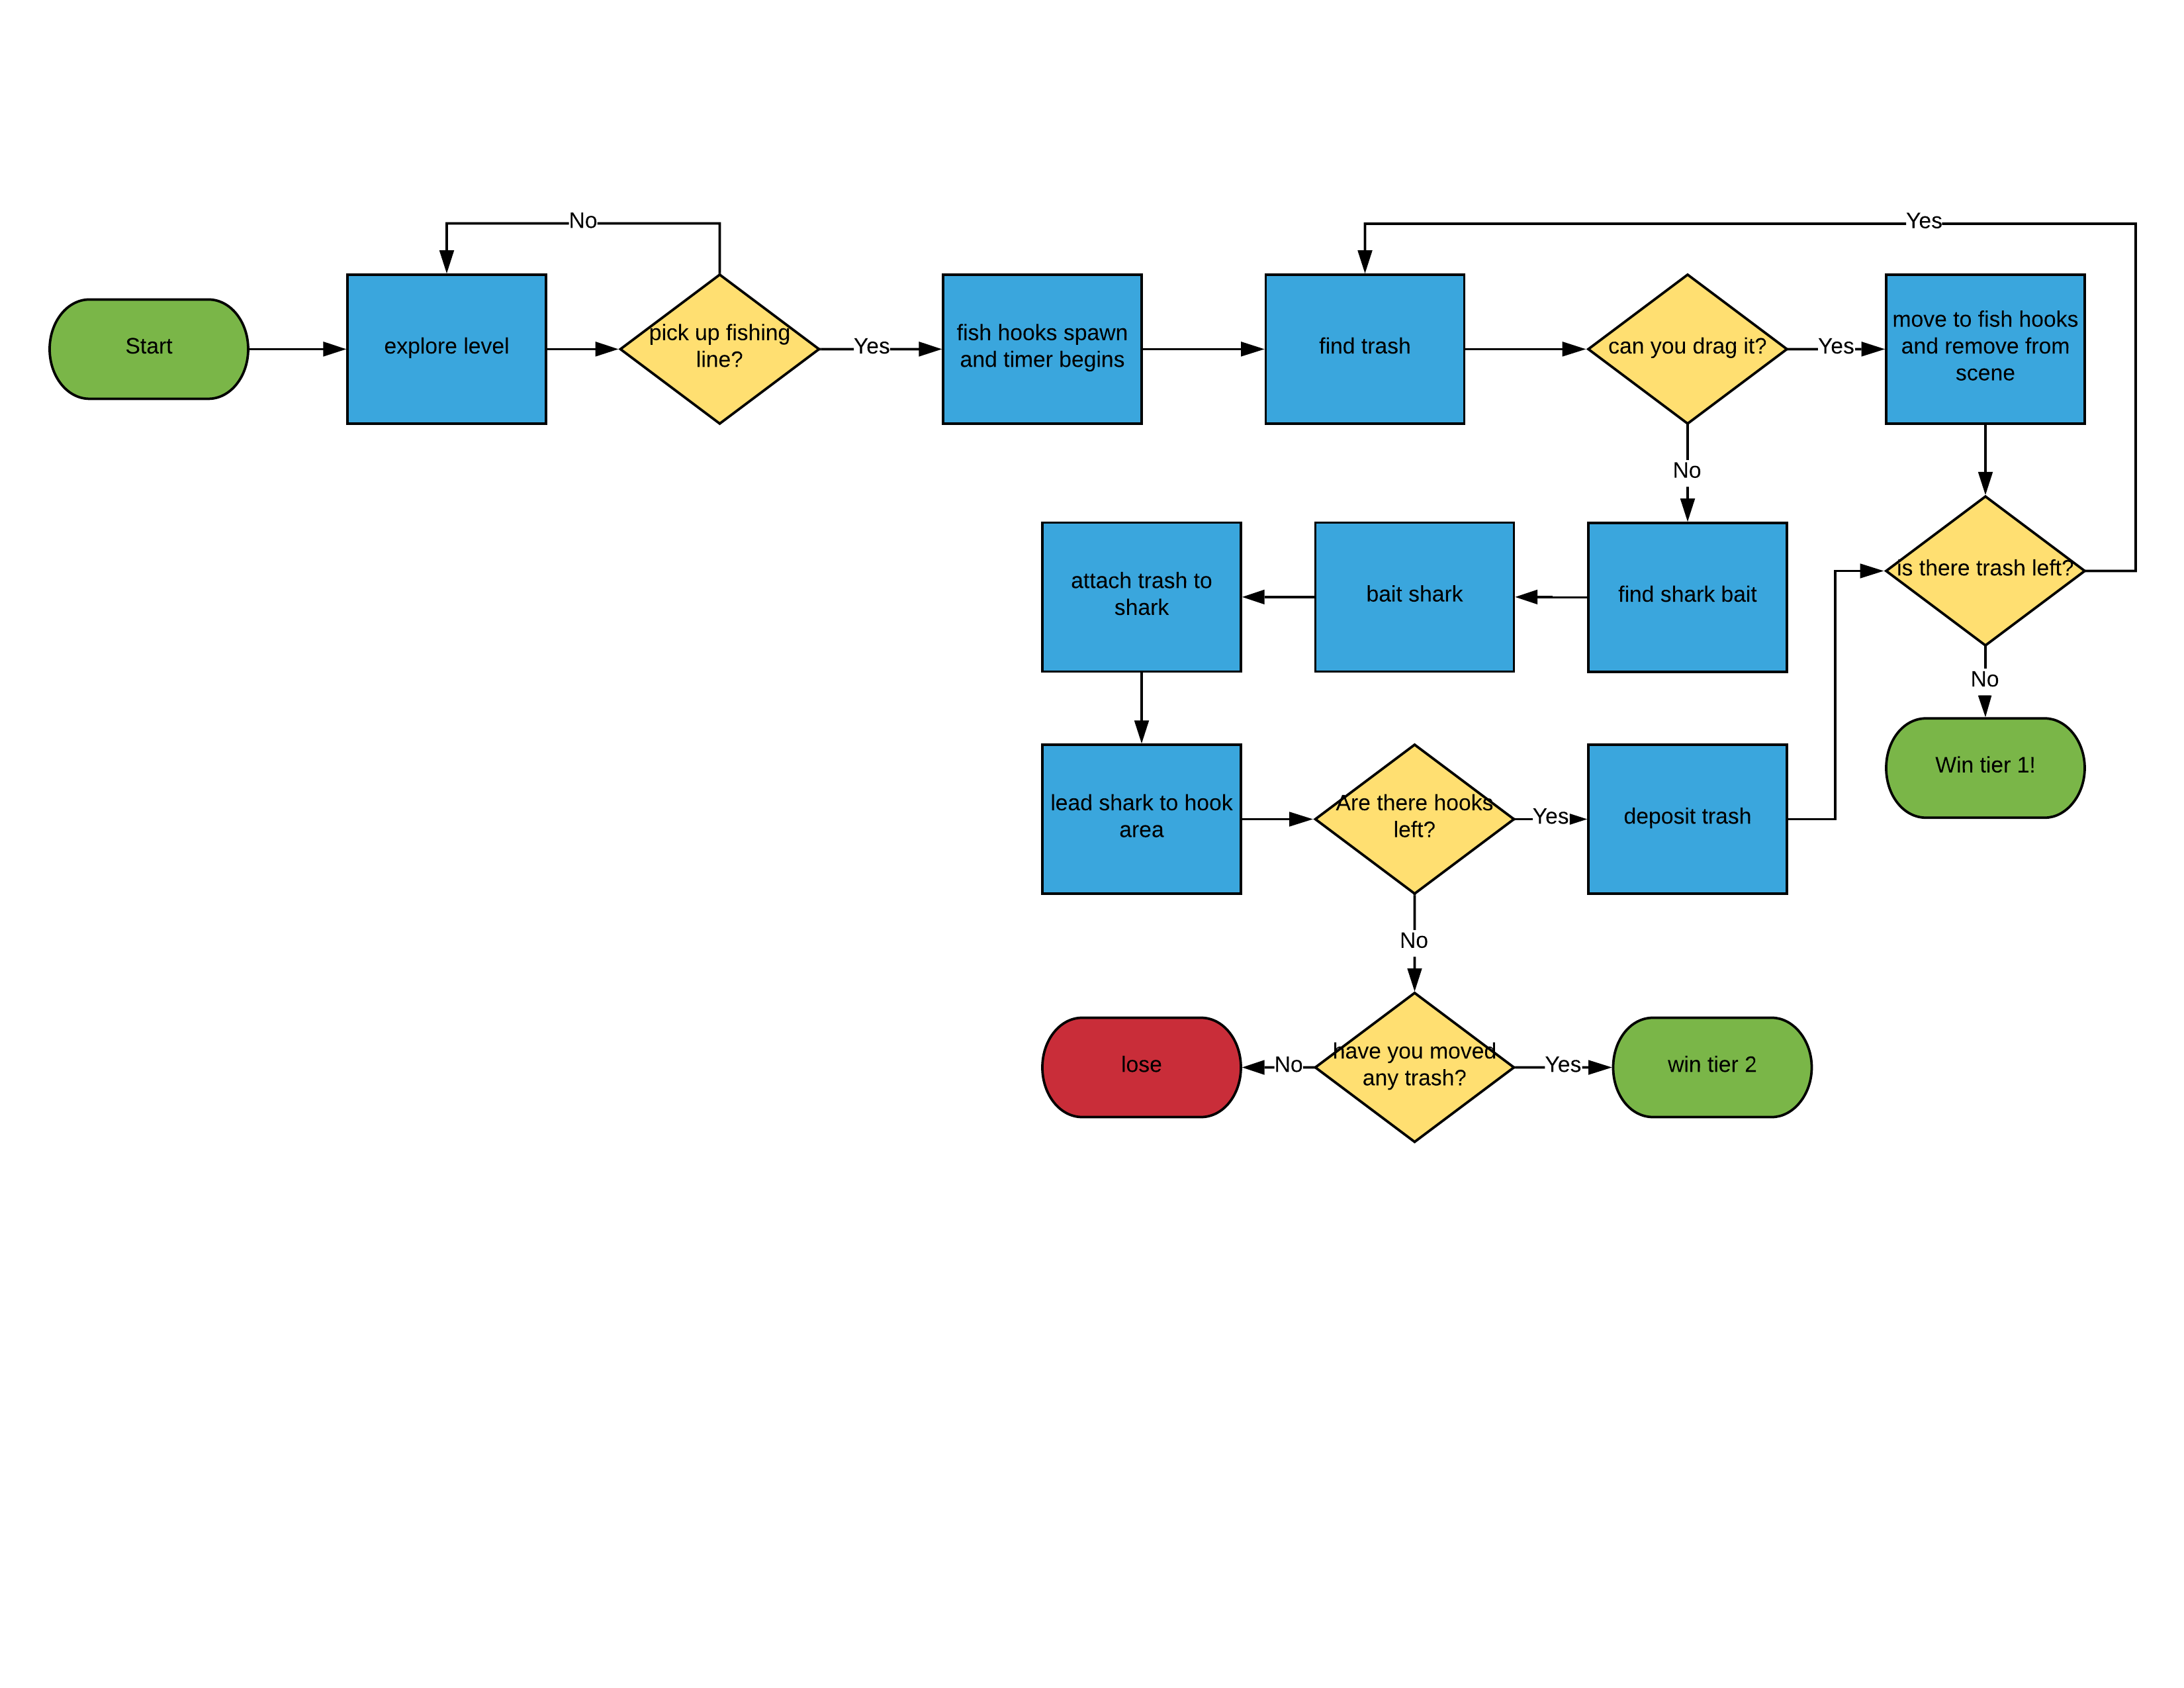 No
Yes
Start
explore level
pick up fishing
line?
Yes
fish hooks spawn
and timer begins
find trash
can you drag it?
Yes
move to fish hooks
and remove from
scene
No
attach trash to
shark
bait shark
find shark bait
is there trash left?
No
Win tier 1!
lead shark to hook
area
Are there hooks
left?
Yes
deposit trash
No
lose
No
have you moved
any trash?
Yes
win tier 2